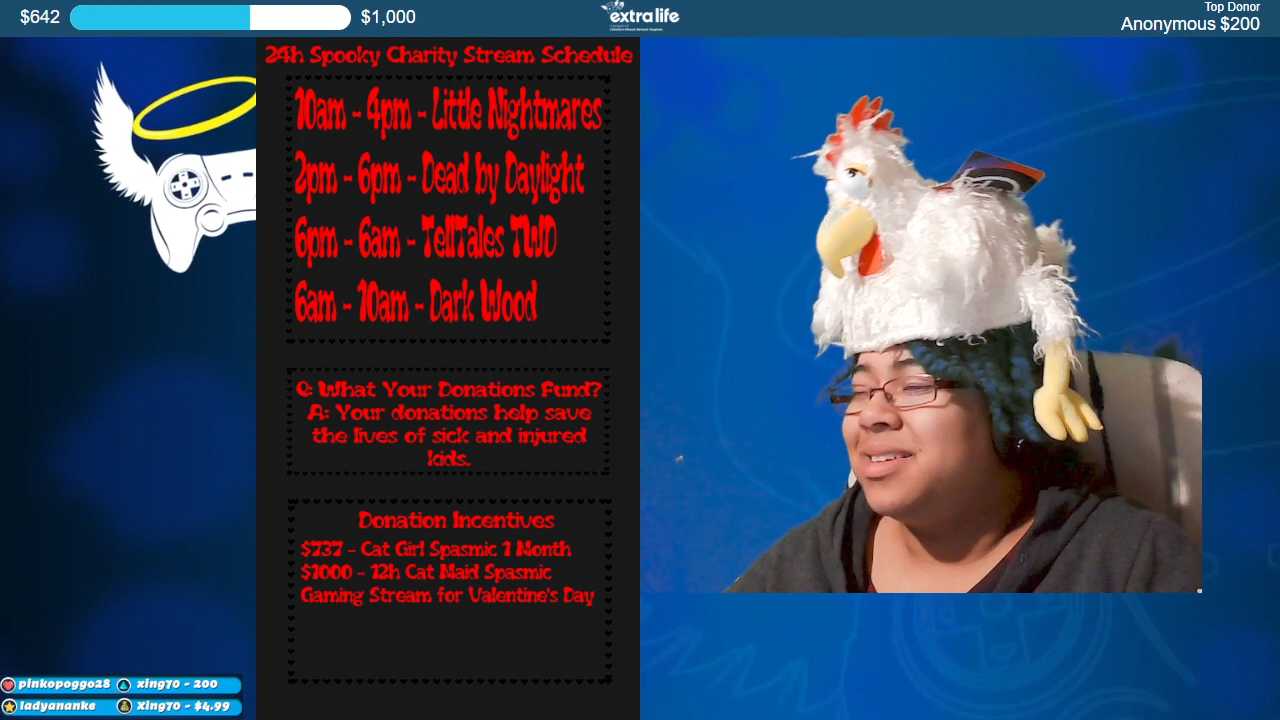 $642
$1,000
extralife
Top Donor
Anonymous $200
24h Spooky Charity Stream Schedule
10am - 4pm - Little Nightmares
2pm - 6pm - Dead by Daylight
6pm - 6am - TellTales TWD
6am - 10am - Dark Wood
Q: What Your Donations Fund?
A: Your donations help save
the lives of sick and injured
kids.
Donation Incentives
$737 - Cat Girl Spasmic 1 Month
$1000 - 12h Cat Maid Spasmic
Gaming Stream for Valentine's Day
pinkopoggo28
xing70 - 200
ladyananke
Xing70 - $4.99